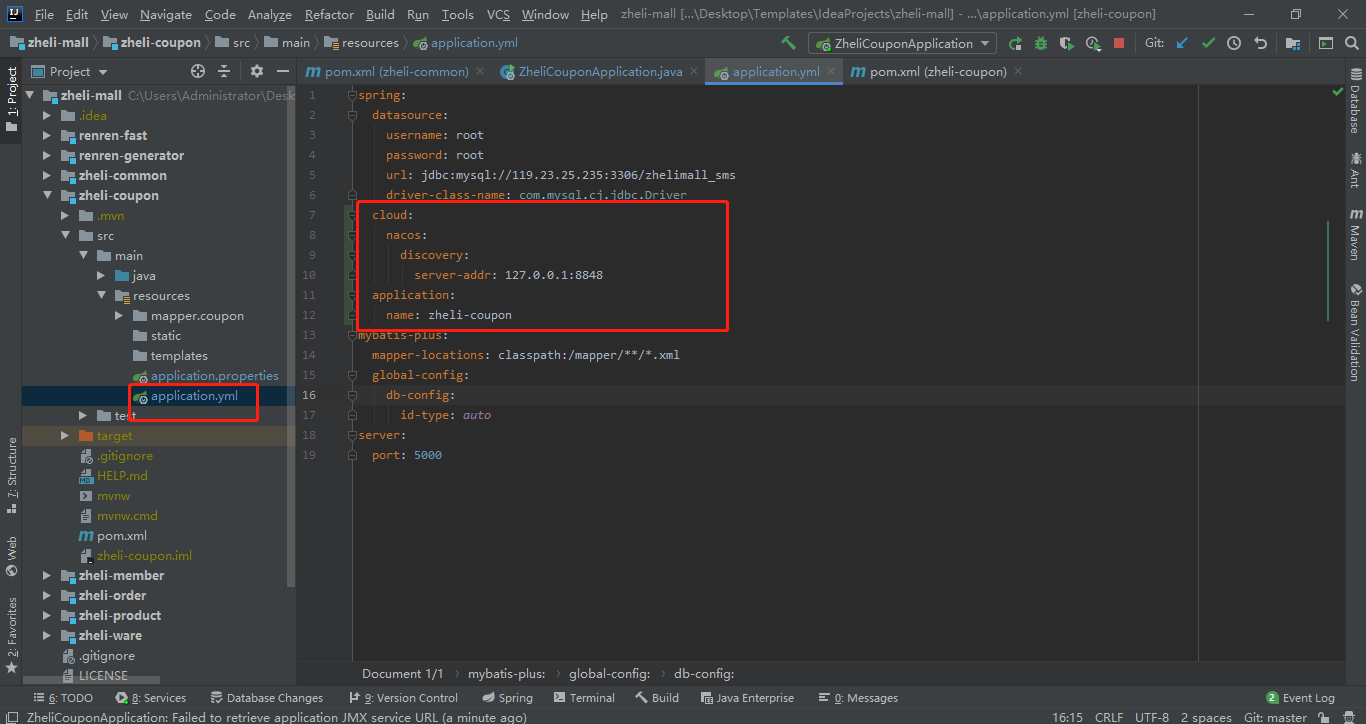 File Edit View Navigate Code Analyze Refactor Build Run Tools VCS Window Help zheli-mall [...\Desktop\Templates\IdeaProjects\zheli-mall] - ...\application.yml [zheli-coupon]
zheli-mall zheli-coupon src main resources application.yml ZheliCouponApplication Git:
Project pom.xml (zheli-common) ZheliCouponApplication.java application.yml pom.xml (zheli-coupon)
1: Project
7: Structure
Web
2: Favorites
zheli-mall C:\Users\Administrator\Desk
.idea
renren-fast
renren-generator
zheli-common
zheli-coupon
.mvn
src
main
java
resources
mapper.coupon
static
templates
application.properties
application.yml
test
target
.gitignore
HELP.md
mvnw
mvnw.cmd
pom.xml
zheli-coupon.iml
zheli-member
zheli-order
zheli-product
zheli-ware
.gitignore
LICENSE
1 spring:
2 datasource:
3 username: root
4 password: root
5 url: jdbc:mysql://119.23.25.235:3306/zhelimall_sms
6 driver-class-name: com.mysql.cj.jdbc.Driver
7 cloud:
8 nacos:
9 discovery:
10 server-addr: 127.0.0.1:8848
11 application:
12 name: zheli-coupon
13 mybatis-plus:
14 mapper-locations: classpath:/mapper/**/*.xml
15 global-config:
16 db-config:
17 id-type: auto
18 server:
19 port: 5000
Database
Ant
Maven
Bean Validation
Document 1/1 mybatis-plus: global-config: db-config:
6: TODO 8: Services Database Changes 9: Version Control Spring Terminal Build Java Enterprise 0: Messages 2 Event Log
ZheliCouponApplication: Failed to retrieve application JMX service URL (a minute ago) 16:15 CRLF UTF-8 2 spaces Git: master